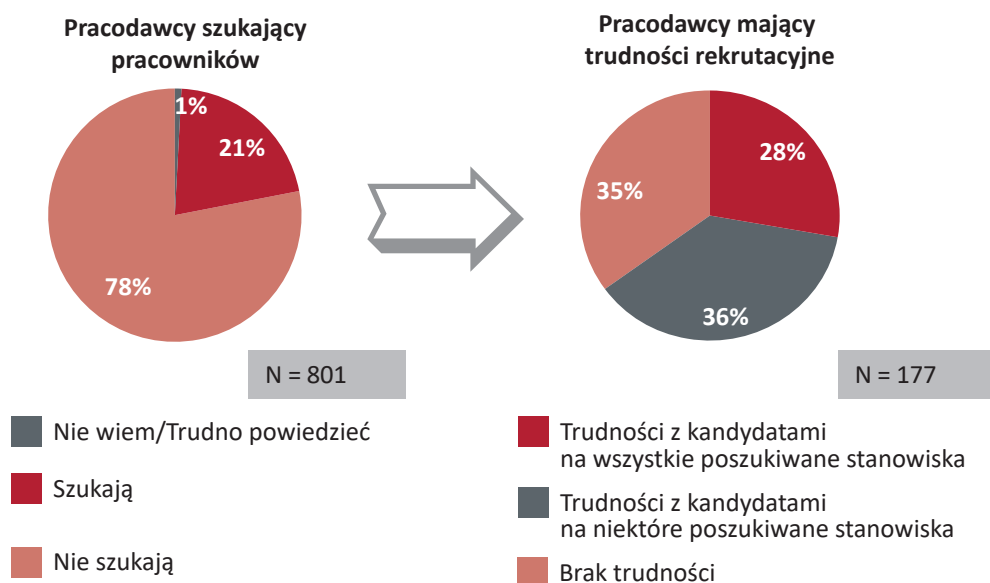 Pracodawcy szukający
pracowników
1%
21%
78%
N = 801
Nie wiem/Trudno powiedzieć
Szukają
Nie szukają
Pracodawcy mający
trudności rekrutacyjne
28%
35%
36%
N = 177
Trudności z kandydatami
na wszystkie poszukiwane stanowiska
Trudności z kandydatami
na niektóre poszukiwane stanowiska
Brak trudności